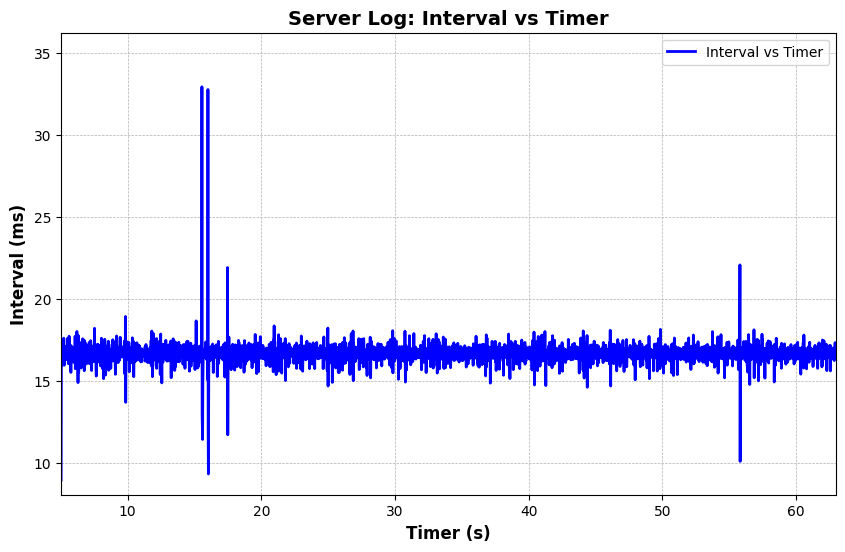 Server Log: Interval vs Timer
Interval vs Timer
35
30
25
20
15
10
Interval (ms)
10 20 30 40 50 60
Timer (s)